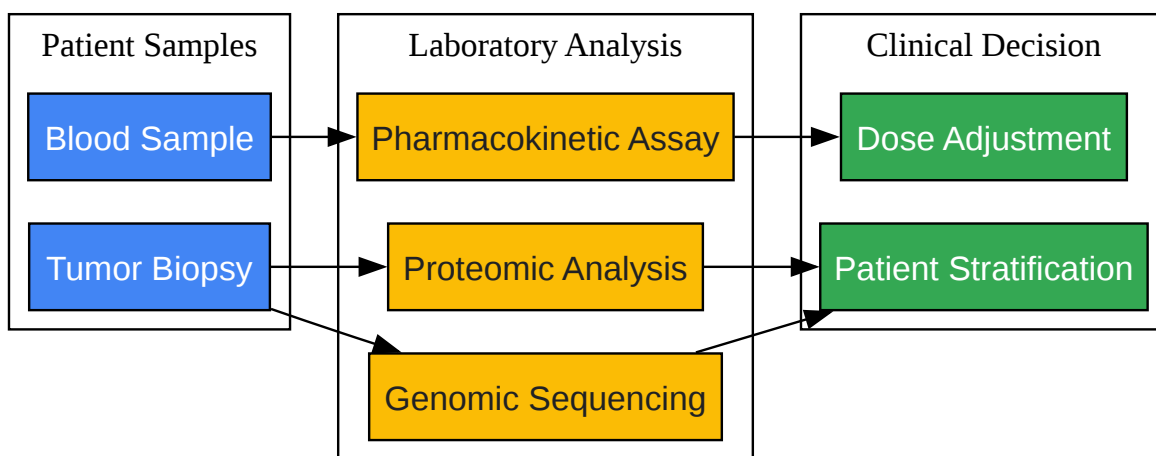 Patient Samples
Laboratory Analysis
Clinical Decision
Blood Sample
Pharmacokinetic Assay
Dose Adjustment
Tumor Biopsy
Proteomic Analysis
Patient Stratification
Genomic Sequencing